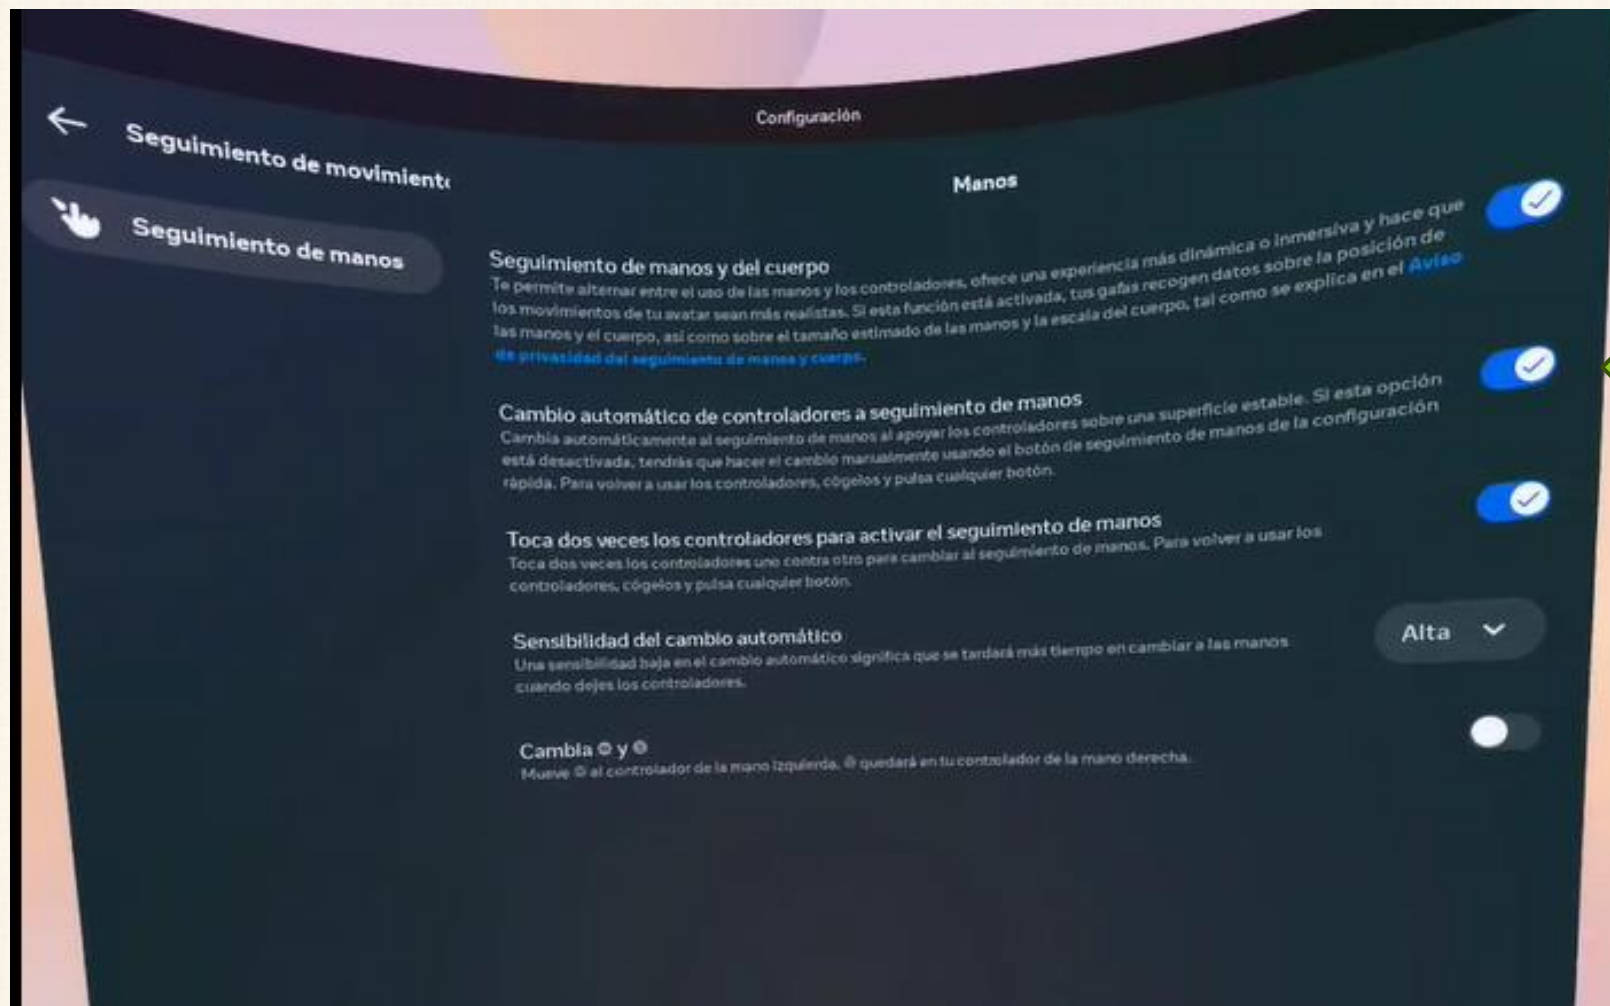 Configuración
Seguimiento de movimient
Seguimiento de manos
Manos
Seguimiento de manos y del cuerpo
Te permite alternar entre el uso de las manos y los controladores, ofrece una experiencia más dinámica o inmersiva y hace que
los movimientos de tu avatar sean más realistas. Si esta función está activada, tus gafas recogen datos sobre la posición de
las manos y el cuerpo, así como sobre el tamaño estimado de las manos y la escala del cuerpo, tal como se explica en el Aviso
de privacidad del seguimiento de manos y cuerpo.
Cambio automático de controladores a seguimiento de manos
Cambia automáticamente al seguimiento de manos al apoyar los controladores sobre una superficie estable. Si esta opción
está desactivada, tendrás que hacer el cambio manualmente usando el botón de seguimiento de manos de la configuración
rápida. Para volver a usar los controladores, cógelos y pulsa cualquier botón.
Toca dos veces los controladores para activar el seguimiento de manos
Toca dos veces los controladores uno contra otro para cambiar al seguimiento de manos. Para volver a usar los
controladores, cógelos y pulsa cualquier botón.
Sensibilidad del cambio automático
Una sensibilidad baja en el cambio automático significa que se tardará más tiempo en cambiar a las manos
cuando dejes los controladores.
Alta
Cambia y
Mueve al controlador de la mano izquierda. quedará en tu controlador de la mano derecha.